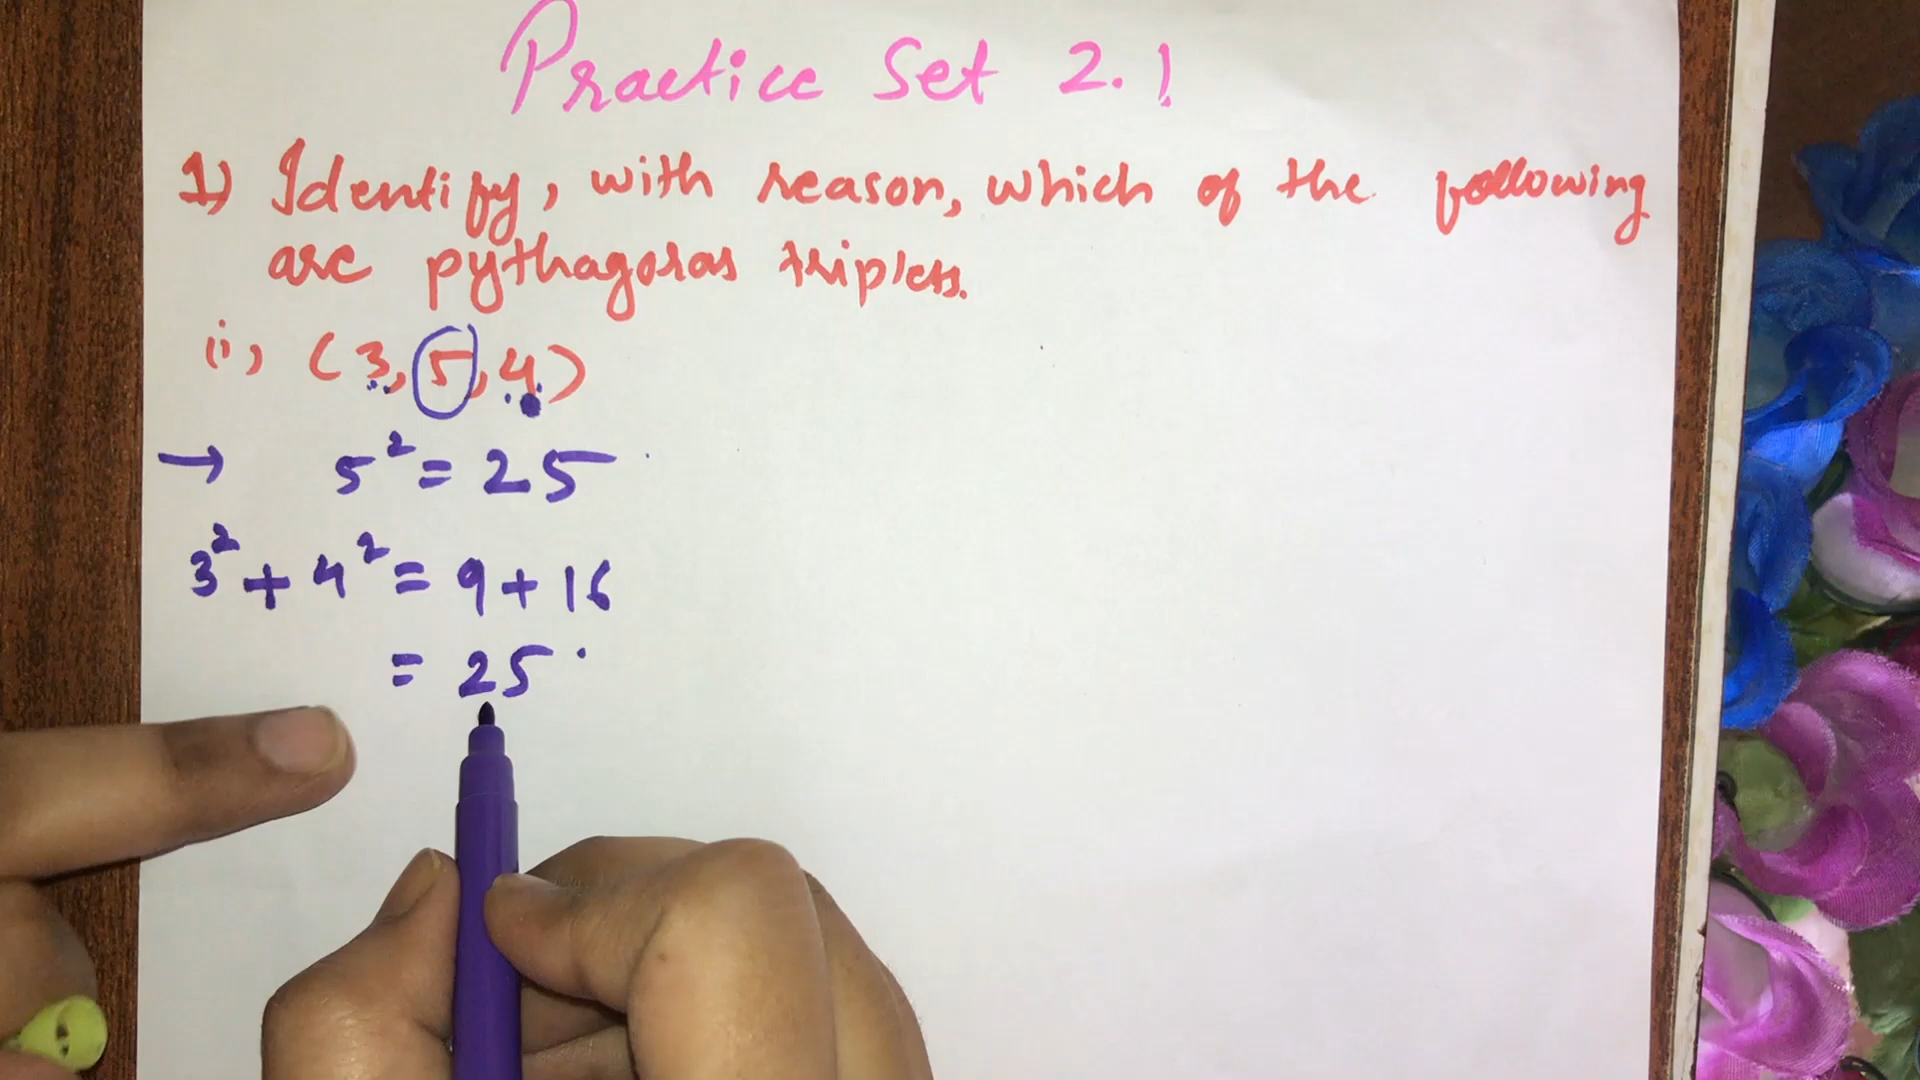 Practice Set 2.1
1) Identify, with reason, which of the following
are pythagoras triplets.
(i) (3, 5, 4)
→ 5² = 25
3² + 4² = 9 + 16
= 25